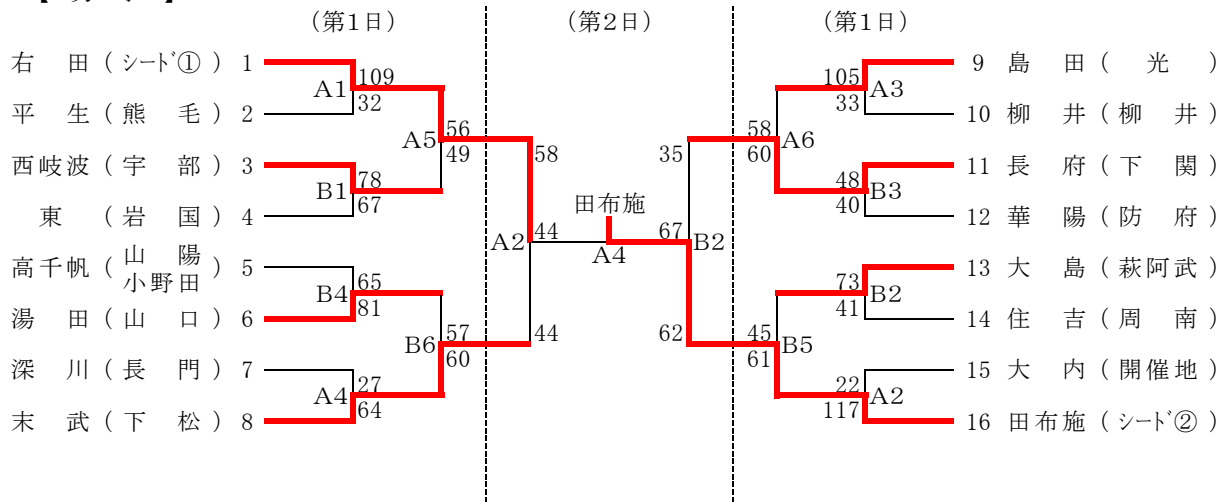 (第1日) (第2日) (第1日)
右 田 ( シード① ) 1 109 105 9 島 田 ( 光 )
A1 A3
平 生 ( 熊 毛 ) 2 32 33 10 柳 井 ( 柳 井 )
A5 56 58 A6
49 58 35 60
西岐波 ( 宇 部 ) 3 78 48 11 長 府 ( 下 関 )
B1 B3
東 ( 岩 国 ) 4 67 40 12 華 陽 ( 防 府 )
田布施
A2 44 A4 67 B2
高千帆 ( 山 陽 小野田 ) 5 65 73 13 大 島 ( 萩阿武 )
B4 B2
湯 田 ( 山 口 ) 6 81 41 14 住 吉 ( 周 南 )
B6 57 44 62 45 B5
60 61
深 川 ( 長 門 ) 7 27 22 15 大 内 ( 開催地 )
A4 A2
末 武 ( 下 松 ) 8 64 117 16 田布施 ( シード② )